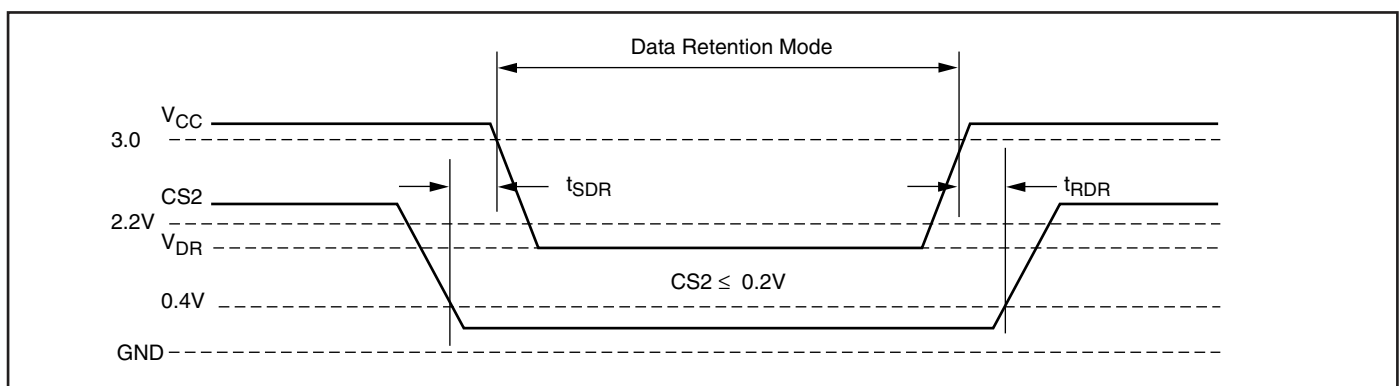 Data Retention Mode
VCC
3.0
tSDR
tRDR
CS2
2.2V
VDR
CS2 ≤ 0.2V
0.4V
GND